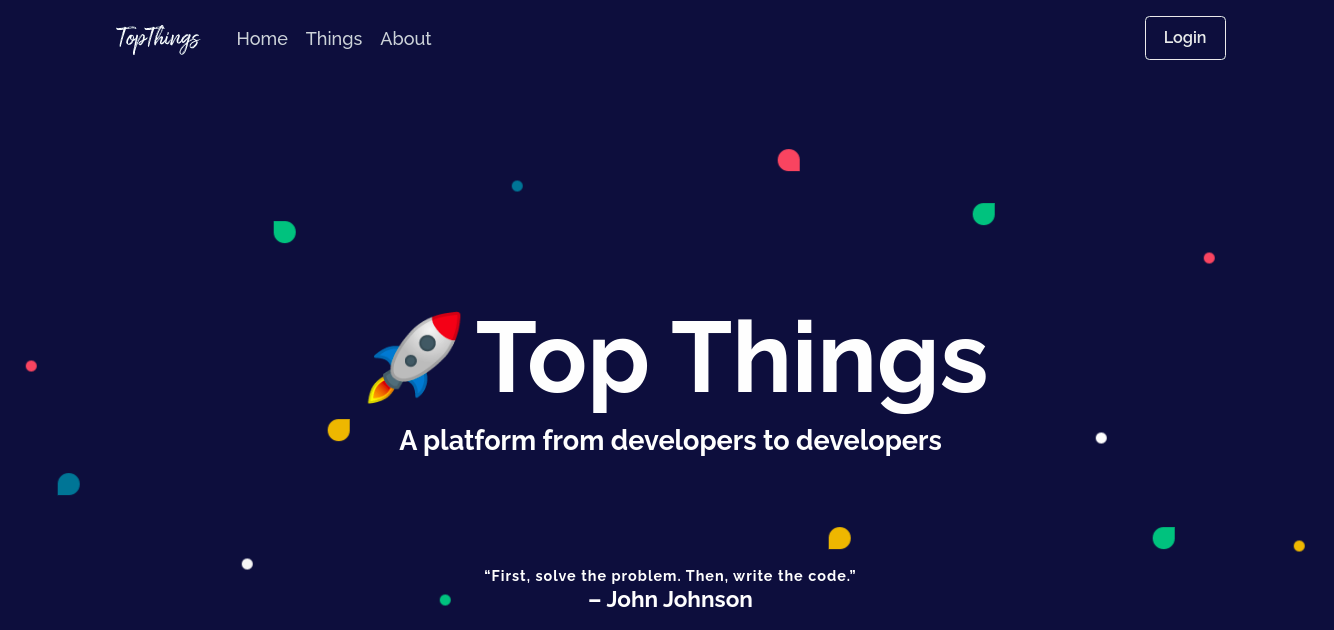 TopThings Home Things About Login
Top Things
A platform from developers to developers
“First, solve the problem. Then, write the code.”
– John Johnson